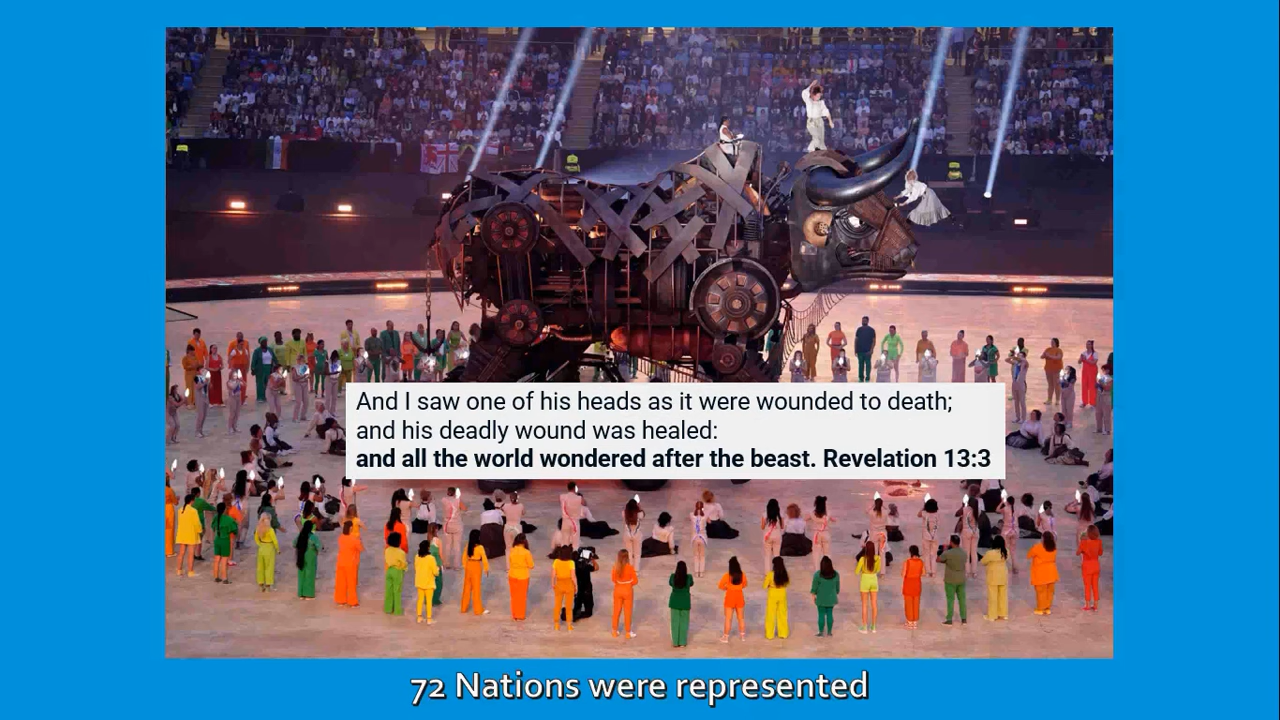 And I saw one of his heads as it were wounded to death;
and his deadly wound was healed:
and all the world wondered after the beast. Revelation 13:3
72 Nations were represented